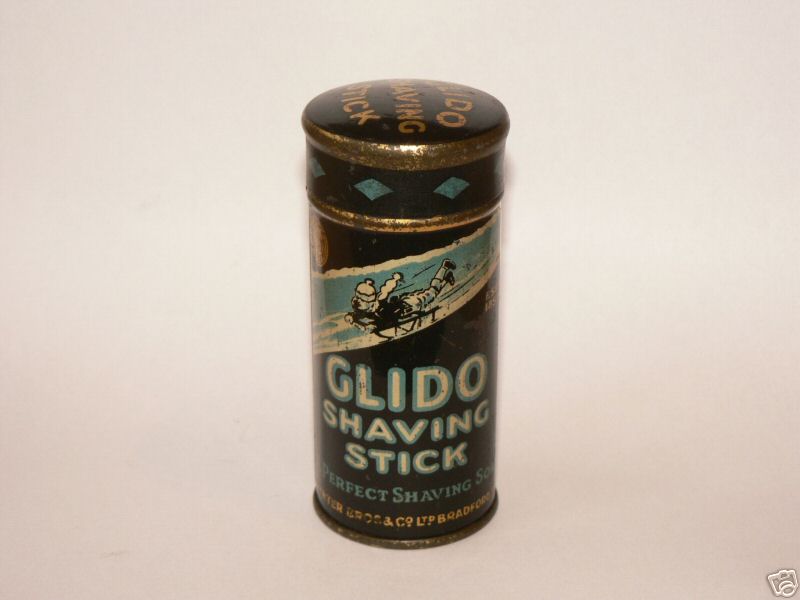 GLIDO
SHAVING
STICK
GLIDO
SHAVING
STICK
PERFECT SHAVING
BROS & CO LTD BRADFORD